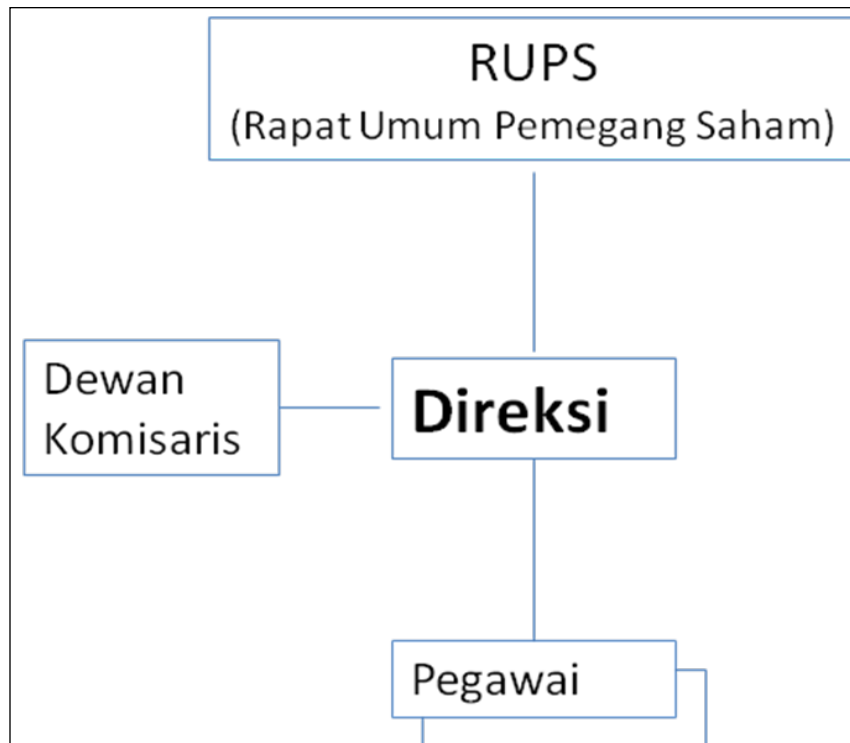 RUPS
(Rapat Umum Pemegang Saham)
Dewan
Komisaris
Direksi
Pegawai